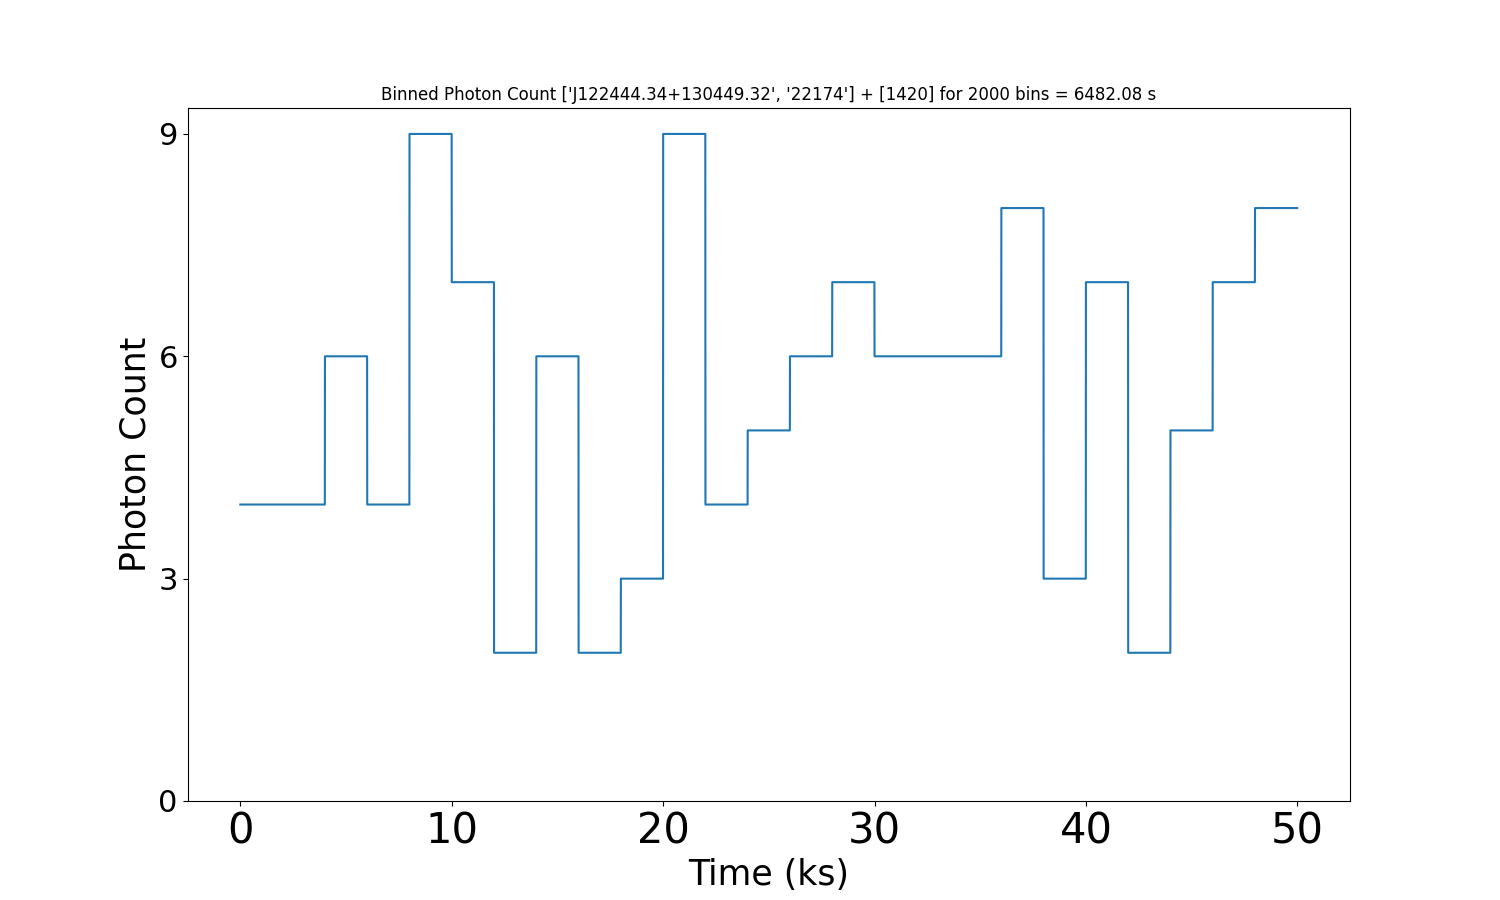 Binned Photon Count ['J122444.34+130449.32', '22174'] + [1420] for 2000 bins = 6482.08 s
Photon Count
9
6
3
0
0 10 20 30 40 50
Time (ks)